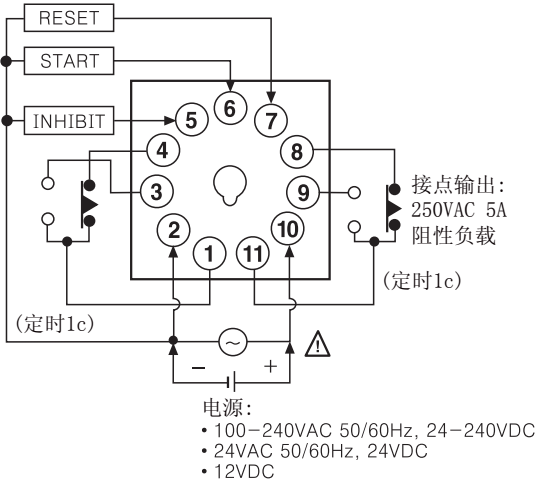 RESET
START
INHIBIT
6
5
7
4
8
3
9
2
10
1
11
接点输出:
250VAC 5A
阻性负载
(定时1c)
(定时1c)
~
!
− +
电源:
• 100−240VAC 50/60Hz, 24−240VDC
• 24VAC 50/60Hz, 24VDC
• 12VDC